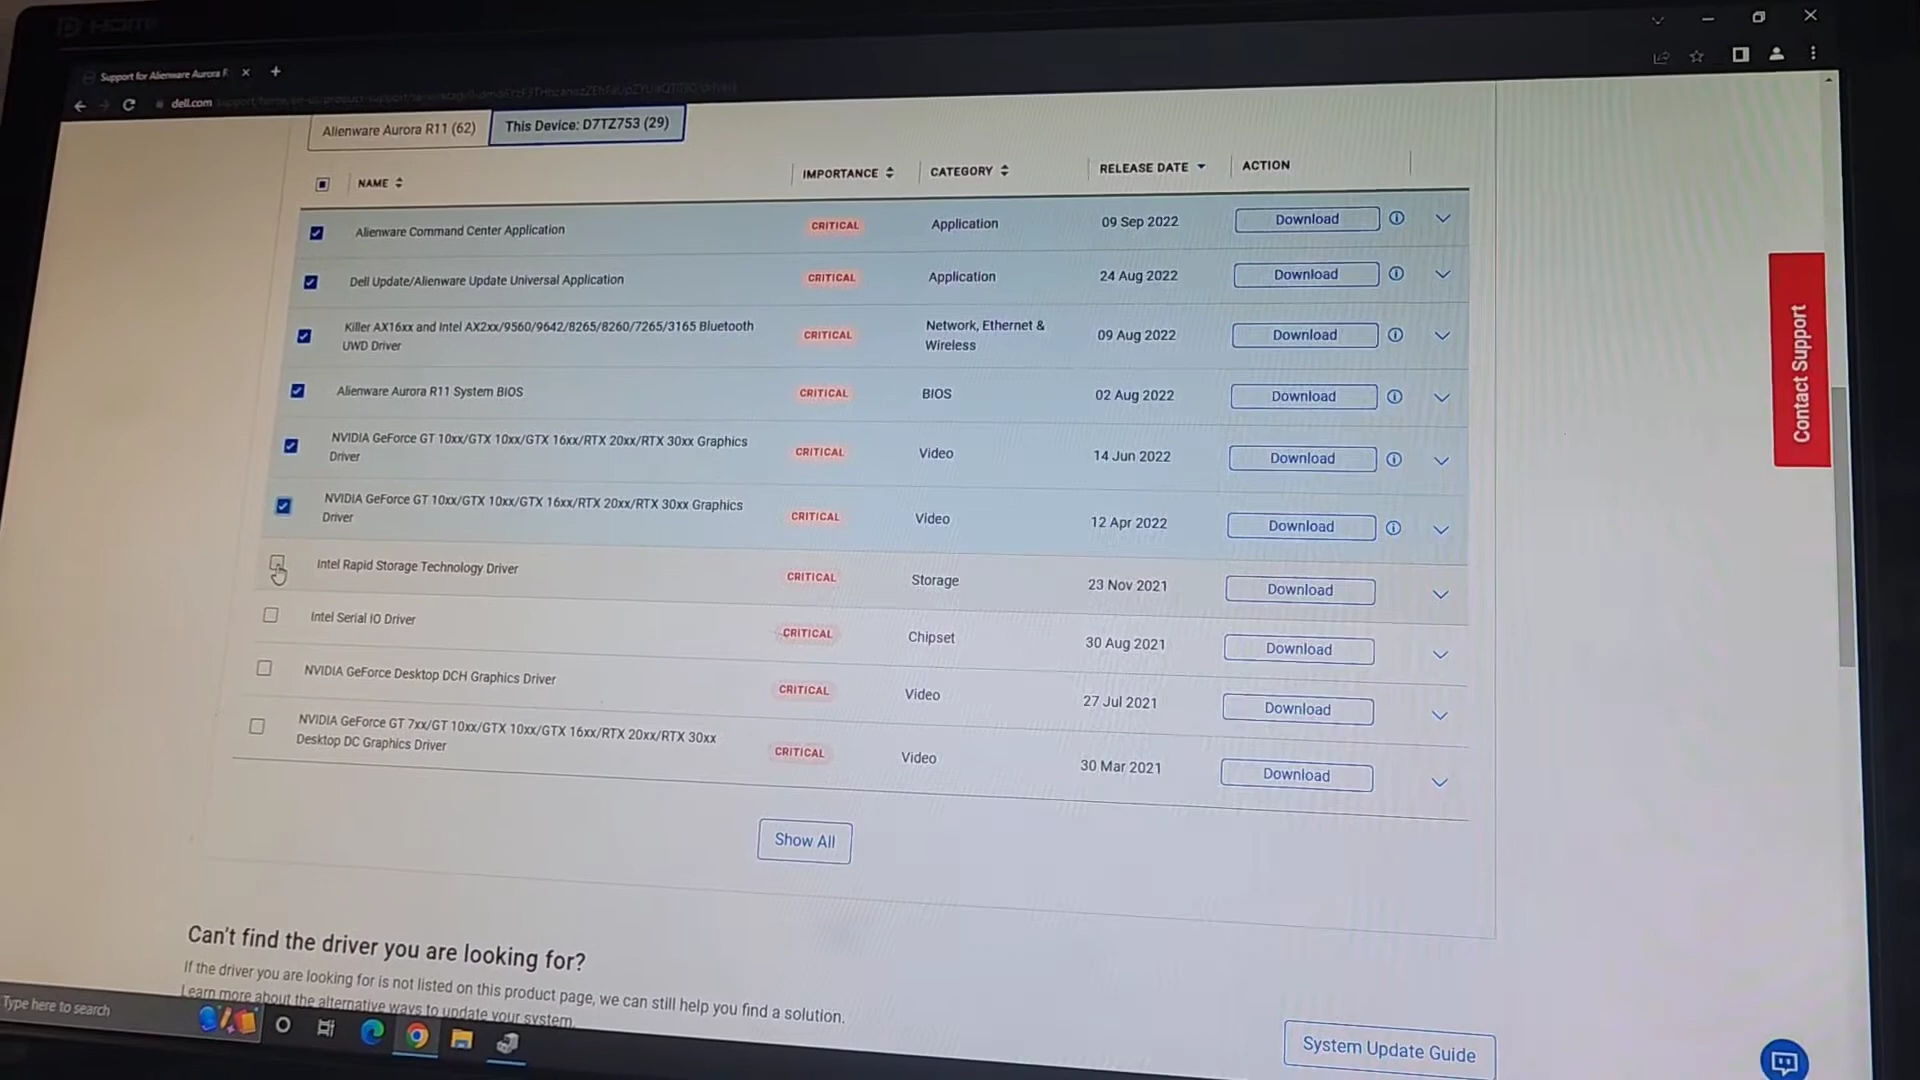 Support for Alienware Aurora R
dell.com
Alienware Aurora R11 (62)
This Device: D7TZ753 (29)
NAME
IMPORTANCE
CATEGORY
RELEASE DATE
ACTION
Alienware Command Center Application
CRITICAL
Application
09 Sep 2022
Download
Dell Update/Alienware Update Universal Application
CRITICAL
Application
24 Aug 2022
Download
Killer AX16xx and Intel AX2xx/9560/9642/8265/8260/7265/3165 Bluetooth
UWD Driver
CRITICAL
Network, Ethernet &
Wireless
09 Aug 2022
Download
Alienware Aurora R11 System BIOS
CRITICAL
BIOS
02 Aug 2022
Download
NVIDIA GeForce GT 10xx/GTX 10xx/GTX 16xx/RTX 20xx/RTX 30xx Graphics
Driver
CRITICAL
Video
14 Jun 2022
Download
NVIDIA GeForce GT 10xx/GTX 10xx/GTX 16xx/RTX 20xx/RTX 30xx Graphics
Driver
CRITICAL
Video
12 Apr 2022
Download
Intel Rapid Storage Technology Driver
CRITICAL
Storage
23 Nov 2021
Download
Intel Serial IO Driver
CRITICAL
Chipset
30 Aug 2021
Download
NVIDIA GeForce Desktop DCH Graphics Driver
CRITICAL
Video
27 Jul 2021
Download
NVIDIA GeForce GT 7xx/GT 10xx/GTX 10xx/GTX 16xx/RTX 20xx/RTX 30xx
Desktop DC Graphics Driver
CRITICAL
Video
30 Mar 2021
Download
Show All
Contact Support
Can't find the driver you are looking for?
If the driver you are looking for is not listed on this product page, we can still help you find a solution.
Learn more about the alternative ways to update your system.
System Update Guide
Type here to search